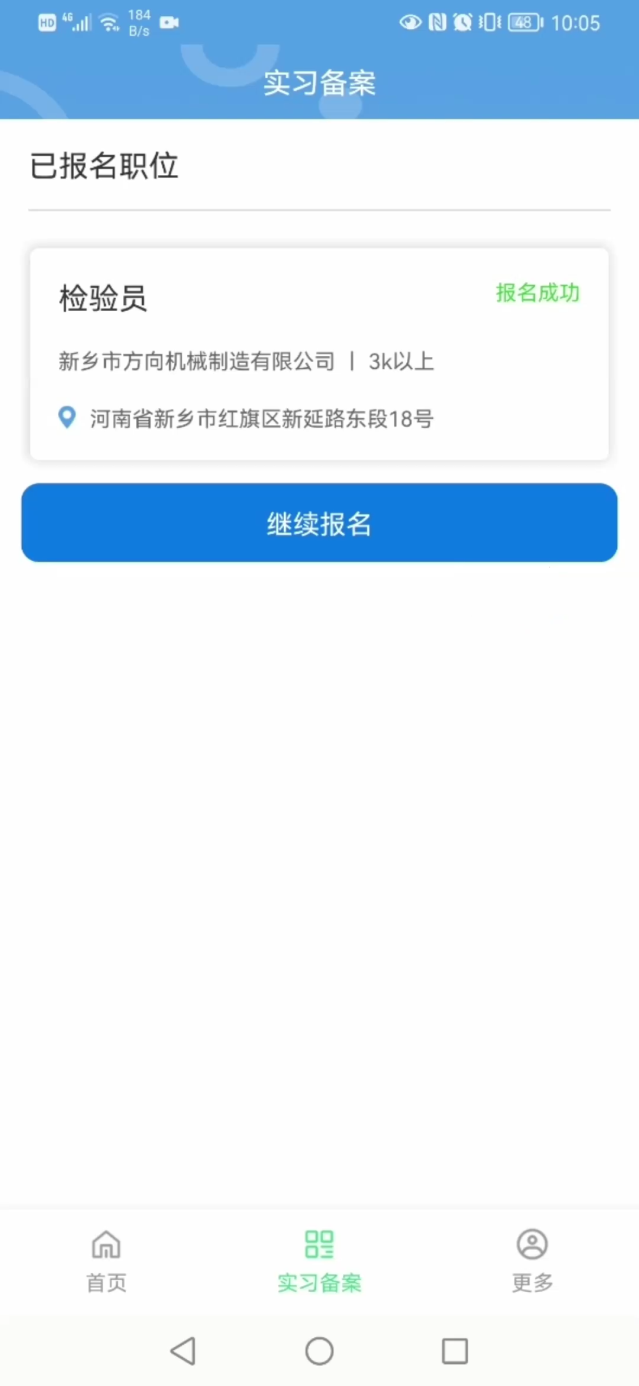 HD 4G 184 B/s 48 10:05
实习备案
已报名职位
检验员 报名成功
新乡市方向机械制造有限公司 | 3k以上
河南省新乡市红旗区新延路东段18号
继续报名
首页 实习备案 更多